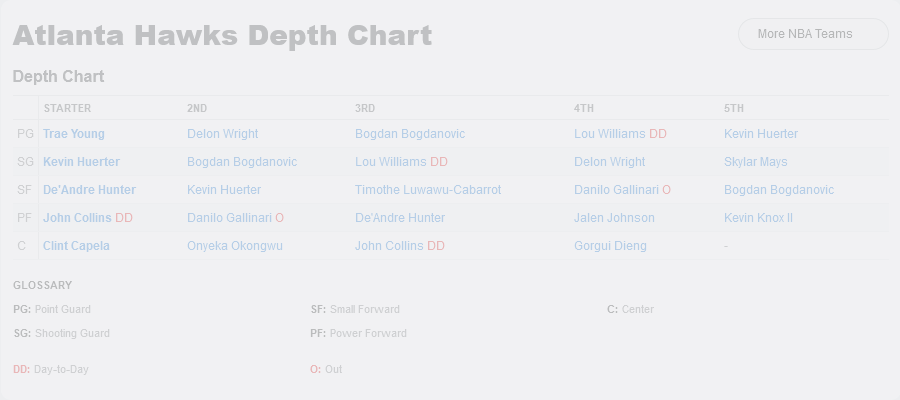 Atlanta Hawks Depth Chart
More NBA Teams
Depth Chart
STARTER 2ND 3RD 4TH 5TH
PG Trae Young Delon Wright Bogdan Bogdanovic Lou Williams DD Kevin Huerter
SG Kevin Huerter Bogdan Bogdanovic Lou Williams DD Delon Wright Skylar Mays
SF De'Andre Hunter Kevin Huerter Timothe Luwawu-Cabarrot Danilo Gallinari O Bogdan Bogdanovic
PF John Collins DD Danilo Gallinari O De'Andre Hunter Jalen Johnson Kevin Knox II
C Clint Capela Onyeka Okongwu John Collins DD Gorgui Dieng -
GLOSSARY
PG: Point Guard SF: Small Forward C: Center
SG: Shooting Guard PF: Power Forward
DD: Day-to-Day O: Out